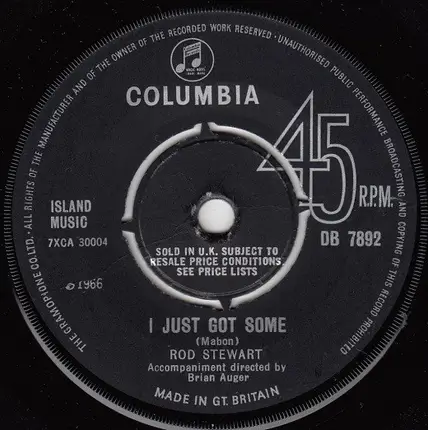 ALL RIGHTS OF THE MANUFACTURER AND OF THE OWNER OF THE RECORDED WORK RESERVED · UNAUTHORISED PUBLIC PERFORMANCE BROADCASTING AND COPYING OF THIS RECORD PROHIBITED
THE GRAMOPHONE CO. LTD. ·
COLUMBIA
45
R.P.M.
ISLAND
MUSIC
7XCA 30004
DB 7892
SOLD IN U.K. SUBJECT TO
RESALE PRICE CONDITIONS,
SEE PRICE LISTS
℗ 1966
I JUST GOT SOME
(Mabon)
ROD STEWART
Accompaniment directed by
Brian Auger
MADE IN GT. BRITAIN